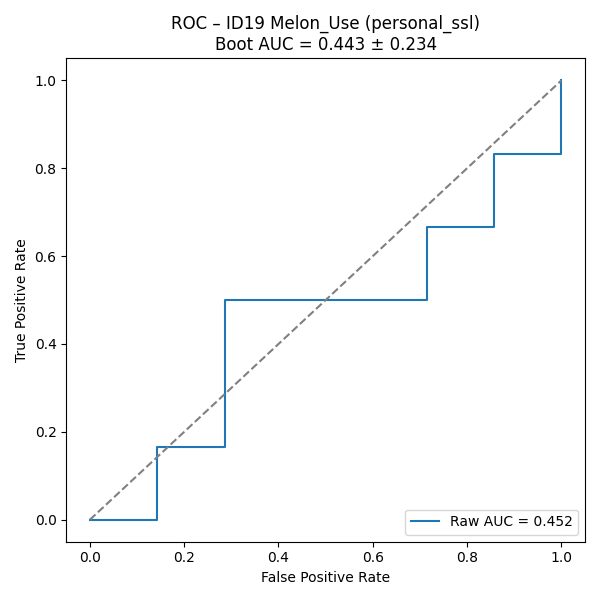 ROC – ID19 Melon_Use (personal_ssl)
Boot AUC = 0.443 ± 0.234
True Positive Rate
1.0
0.8
0.6
0.4
0.2
0.0
0.0 0.2 0.4 0.6 0.8 1.0
False Positive Rate
Raw AUC = 0.452